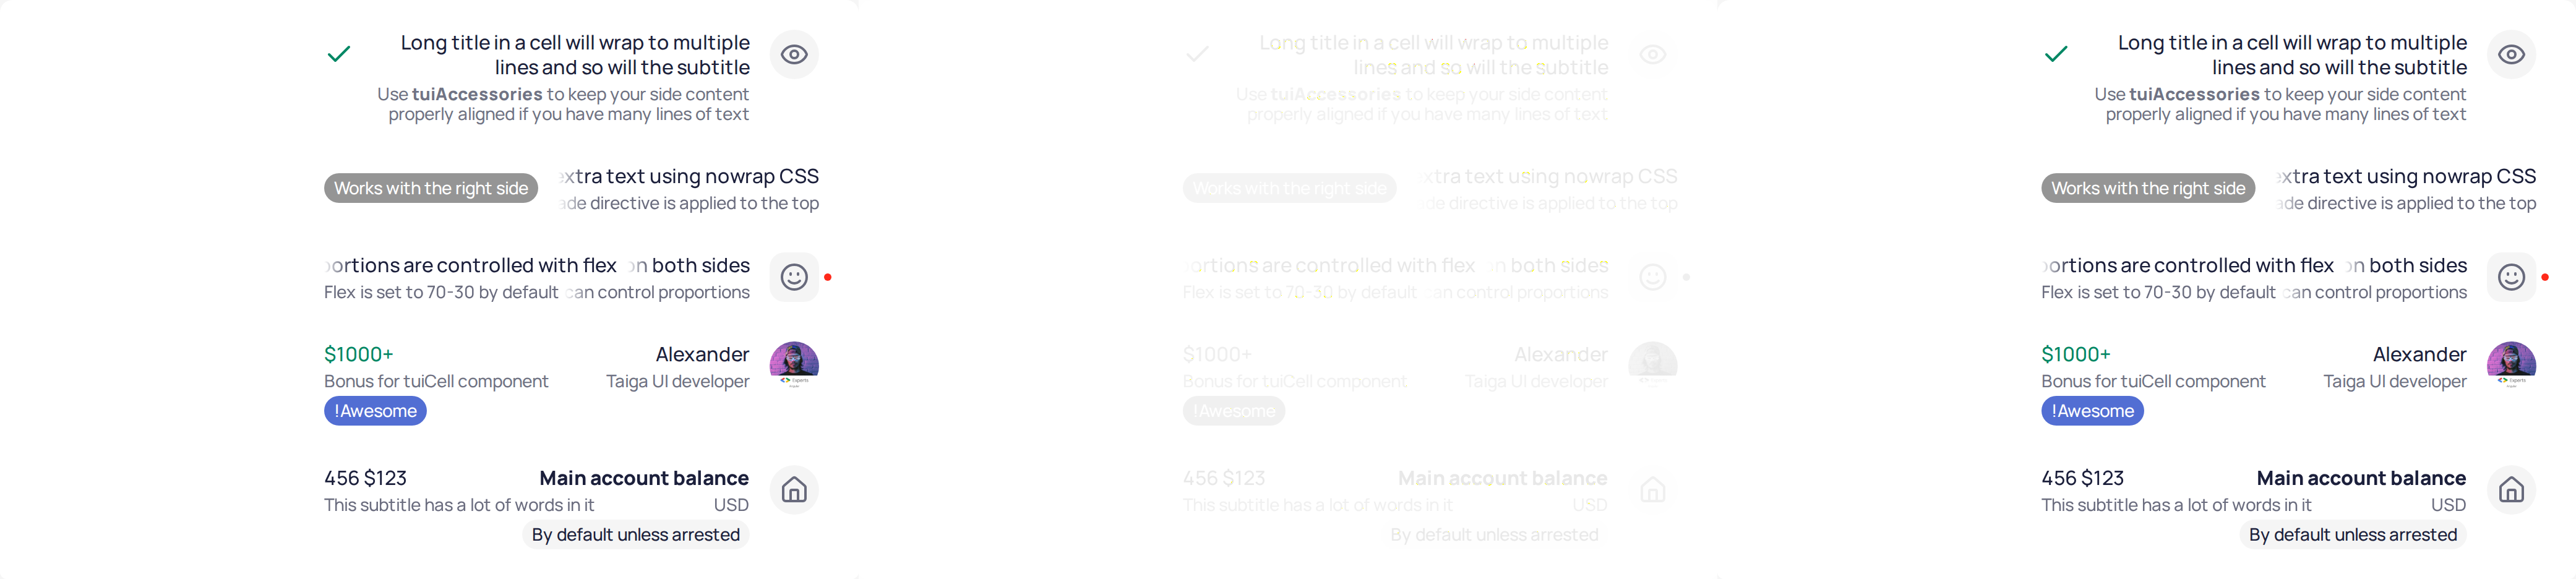 Long title in a cell will wrap to multiple
lines and so will the subtitle
Use tuiAccessories to keep your side content
properly aligned if you have many lines of text
Works with the right side
extra text using nowrap CSS
ade directive is applied to the top
ortions are controlled with flex
on both sides
Flex is set to 70-30 by default
can control proportions
$1000+
Alexander
Bonus for tuiCell component
Taiga UI developer
!Awesome
456 $123
Main account balance
This subtitle has a lot of words in it
USD
By default unless arrested
Long title in a cell will wrap to multiple
lines and so will the subtitle
Use tuiAccessories to keep your side content
properly aligned if you have many lines of text
Works with the right side
xtra text using nowrap CSS
ade directive is applied to the top
ortions are controlled with flex
on both sides
Flex is set to 70-30 by default
can control proportions
$1000+
Alexander
Bonus for tuiCell component
Taiga UI developer
!Awesome
456 $123
Main account balance
This subtitle has a lot of words in it
USD
By default unless arrested
Long title in a cell will wrap to multiple
lines and so will the subtitle
Use tuiAccessories to keep your side content
properly aligned if you have many lines of text
Works with the right side
extra text using nowrap CSS
ade directive is applied to the top
ortions are controlled with flex
on both sides
Flex is set to 70-30 by default
can control proportions
$1000+
Alexander
Bonus for tuiCell component
Taiga UI developer
!Awesome
456 $123
Main account balance
This subtitle has a lot of words in it
USD
By default unless arrested